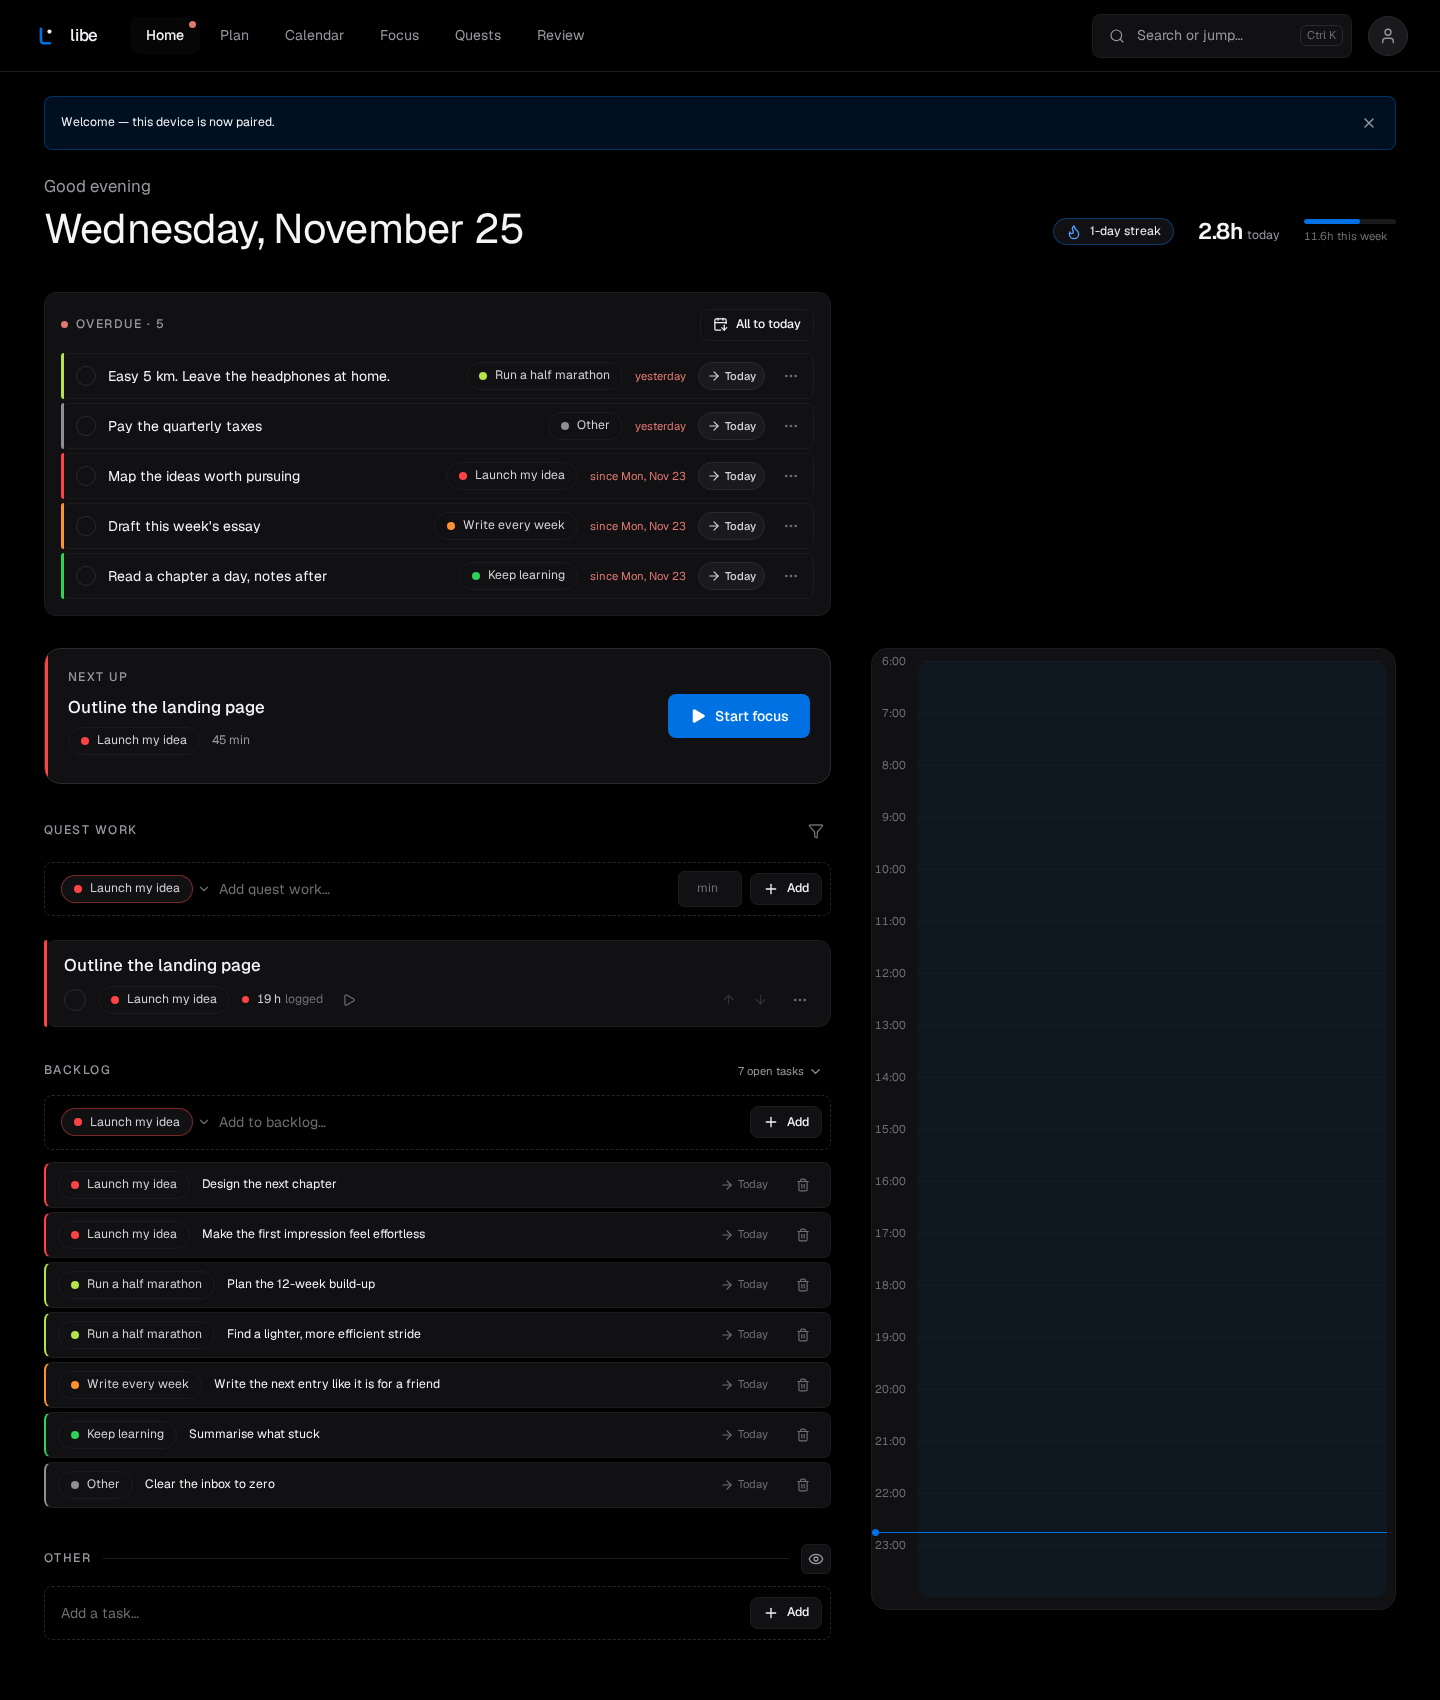 libe
Home
Plan
Calendar
Focus
Quests
Review
Search or jump...
Ctrl K
Welcome — this device is now paired.
Good evening
Wednesday, November 25
1-day streak
2.8h today
11.6h this week
OVERDUE · 5
All to today
Easy 5 km. Leave the headphones at home.
Run a half marathon
yesterday
Today
Pay the quarterly taxes
Other
yesterday
Today
Map the ideas worth pursuing
Launch my idea
since Mon, Nov 23
Today
Draft this week's essay
Write every week
since Mon, Nov 23
Today
Read a chapter a day, notes after
Keep learning
since Mon, Nov 23
Today
NEXT UP
Outline the landing page
Launch my idea
45 min
Start focus
QUEST WORK
Launch my idea
Add quest work...
min
Add
Outline the landing page
Launch my idea
19 h logged
BACKLOG
7 open tasks
Launch my idea
Add to backlog...
Add
Launch my idea
Design the next chapter
Today
Launch my idea
Make the first impression feel effortless
Today
Run a half marathon
Plan the 12-week build-up
Today
Run a half marathon
Find a lighter, more efficient stride
Today
Write every week
Write the next entry like it is for a friend
Today
Keep learning
Summarise what stuck
Today
Other
Clear the inbox to zero
Today
OTHER
Add a task...
Add
6:00
7:00
8:00
9:00
10:00
11:00
12:00
13:00
14:00
15:00
16:00
17:00
18:00
19:00
20:00
21:00
22:00
23:00